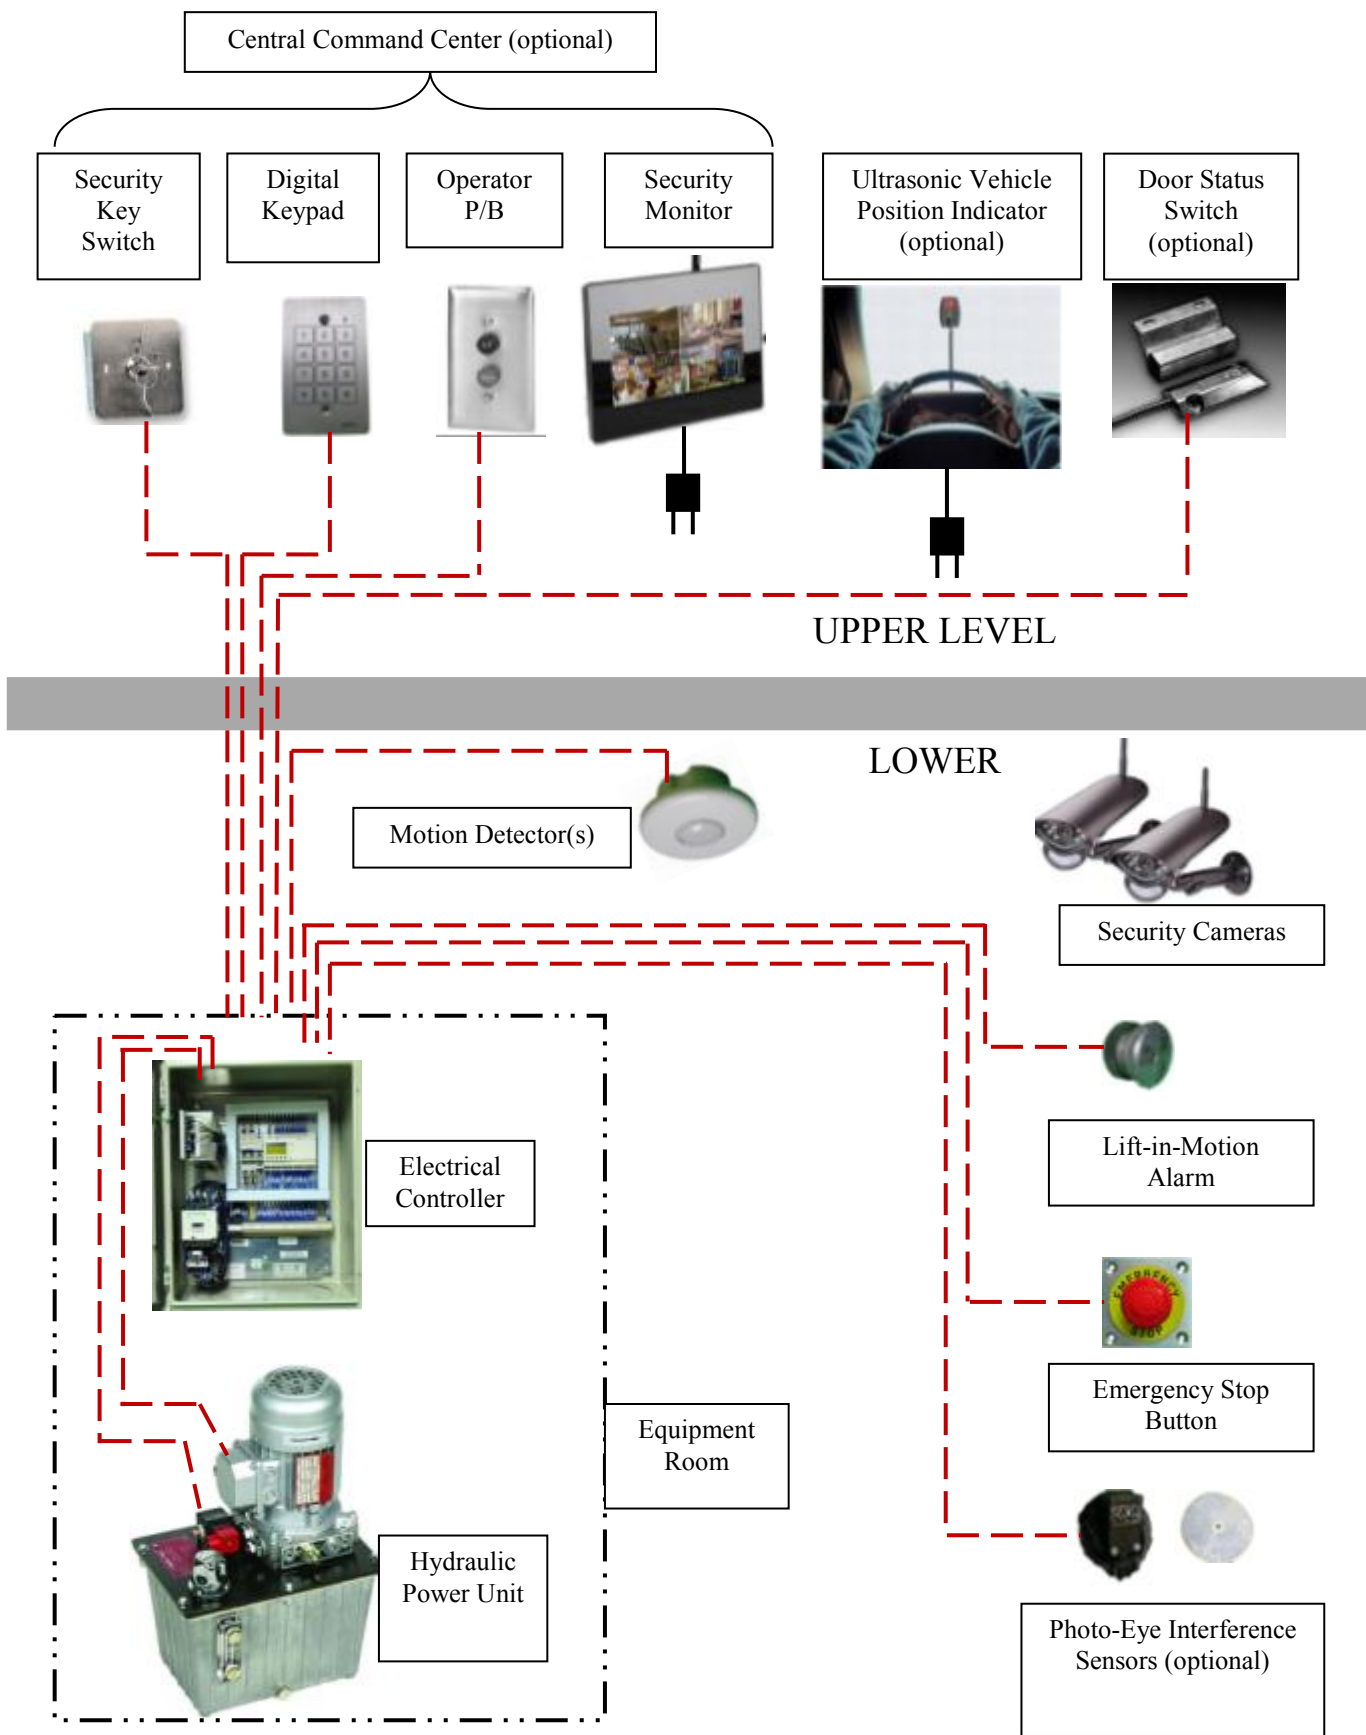 Central Command Center (optional)
Security
Key
Switch
Digital
Keypad
Operator
P/B
Security
Monitor
Ultrasonic Vehicle
Position Indicator
(optional)
Door Status
Switch
(optional)
UPPER LEVEL
LOWER
Motion Detector(s)
Security Cameras
Lift-in-Motion
Alarm
Electrical
Controller
EMERGENCY
STOP
Emergency Stop
Button
Equipment
Room
Hydraulic
Power Unit
Photo-Eye Interference
Sensors (optional)